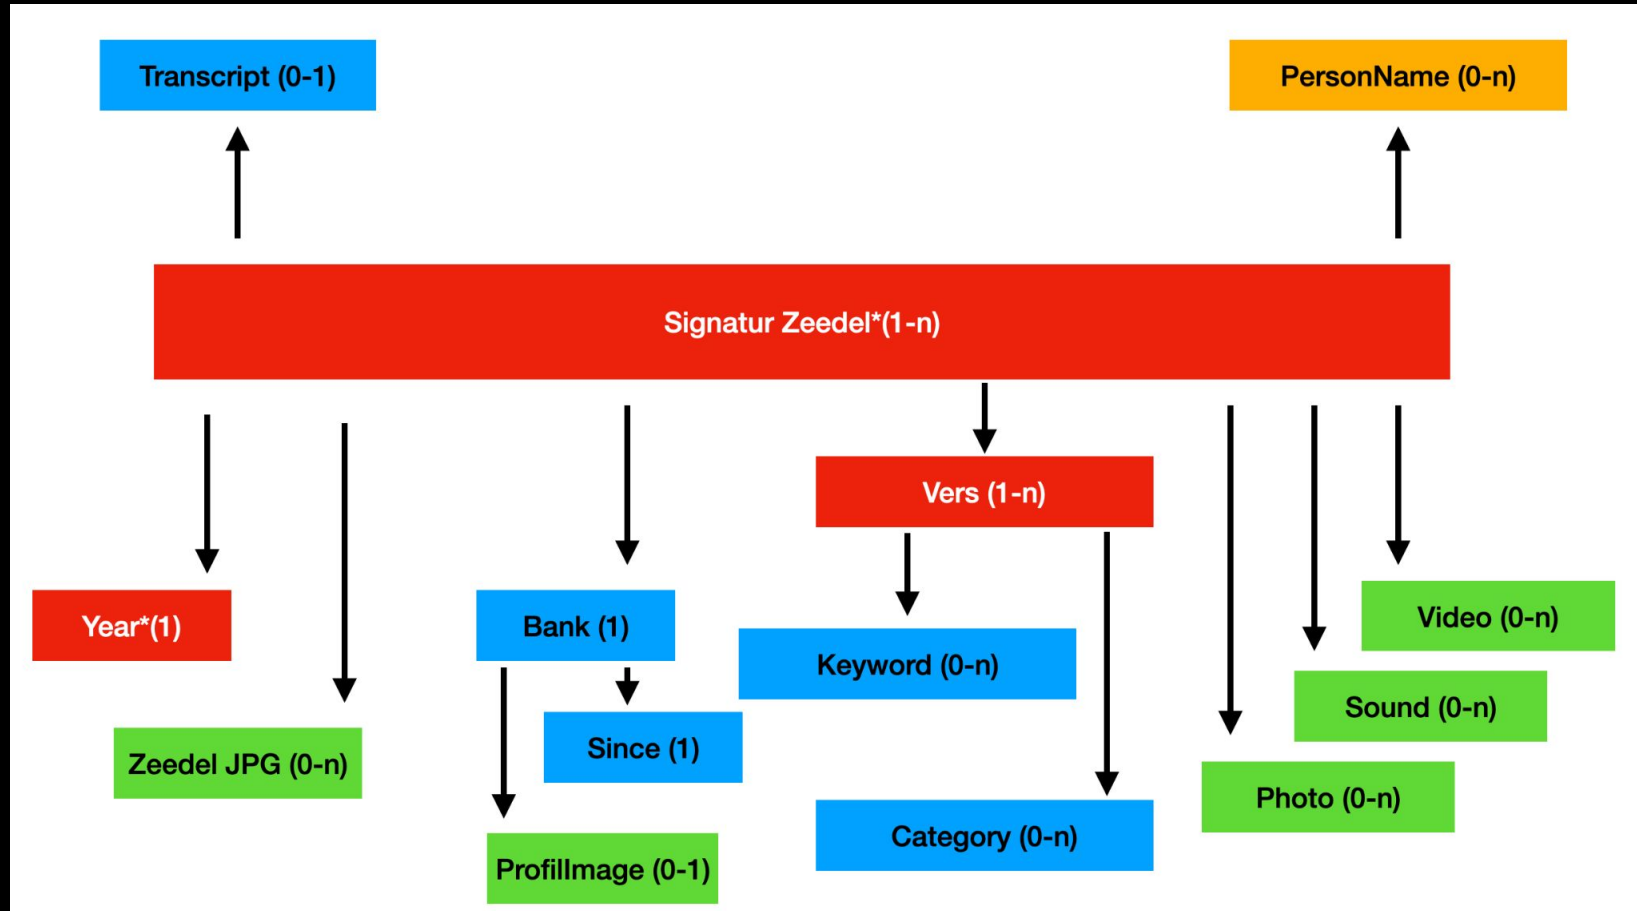 Transcript (0-1)
PersonName (0-n)
Signatur Zeedel*(1-n)
Vers (1-n)
Year*(1)
Bank (1)
Video (0-n)
Keyword (0-n)
Sound (0-n)
Since (1)
Zeedel JPG (0-n)
Photo (0-n)
Category (0-n)
ProfilImage (0-1)